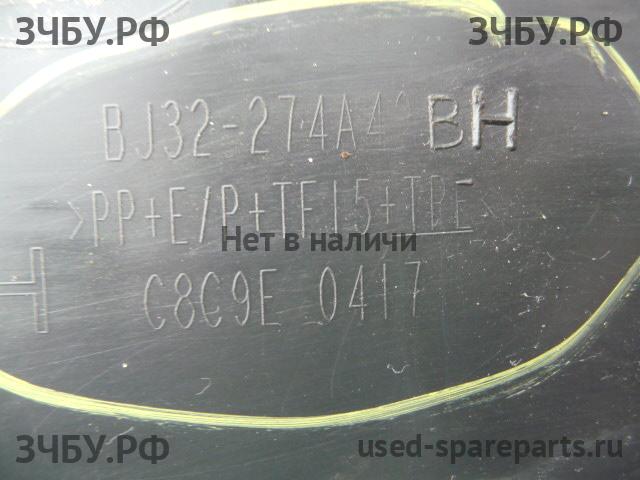 ЗЧБУ.РФ ЗЧБУ.РФ
BJ32-274A4 BH
>PP+E/P+TF15+TPE<
Нет в наличи
C8C9E 0417
ЗЧБУ.РФ used-spareparts.ru